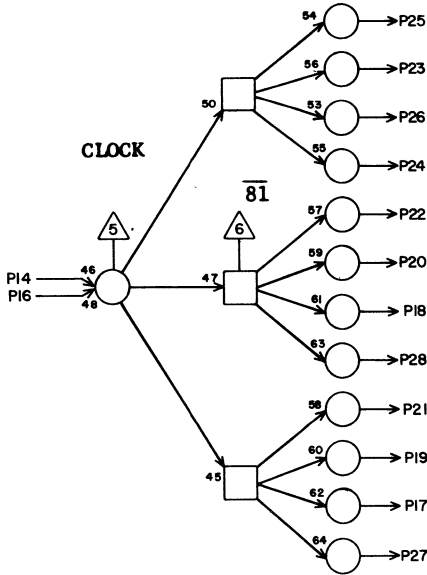 54 P25
56 P23
50 53 P26
CLOCK 55 P24
81
5 6 57 P22
P14 46 47 59 P20
P16 48 61 P18
63 P28
58 P21
60 P19
45 62 P17
64 P27